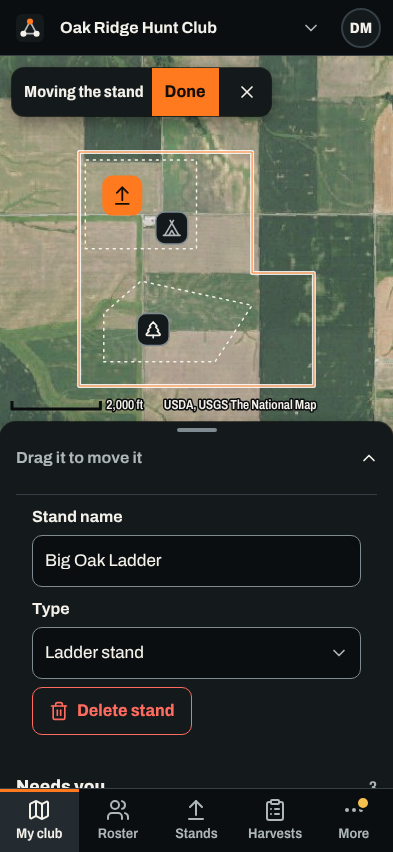 Oak Ridge Hunt Club
DM
Moving the stand
Done
2,000 ft
USDA, USGS The National Map
Drag it to move it
Stand name
Big Oak Ladder
Type
Ladder stand
Delete stand
Needs you
My club
Roster
Stands
Harvests
More